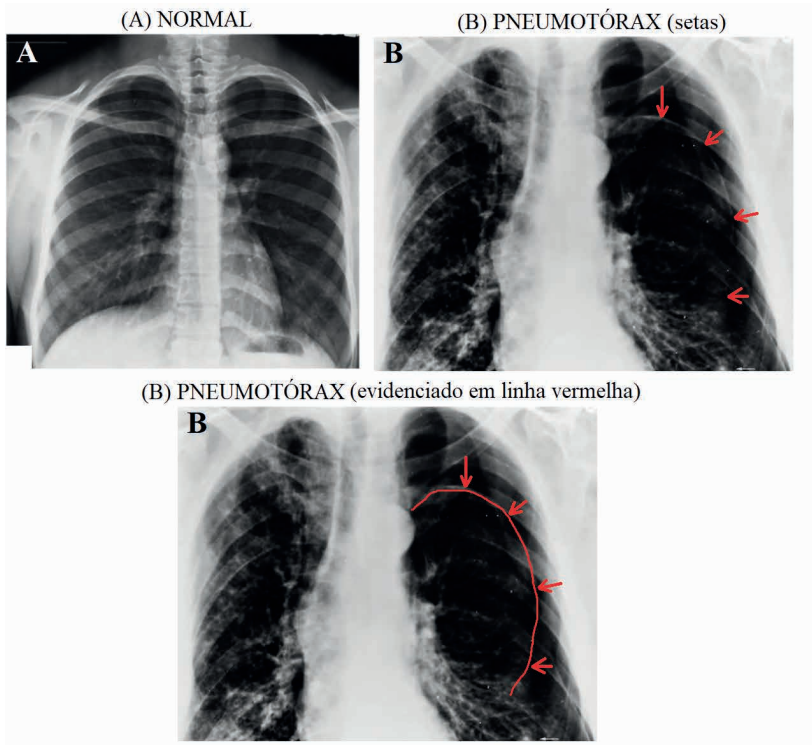 (A) NORMAL
(B) PNEUMOTÓRAX (setas)
A
B
(B) PNEUMOTÓRAX (evidenciado em linha vermelha)
B